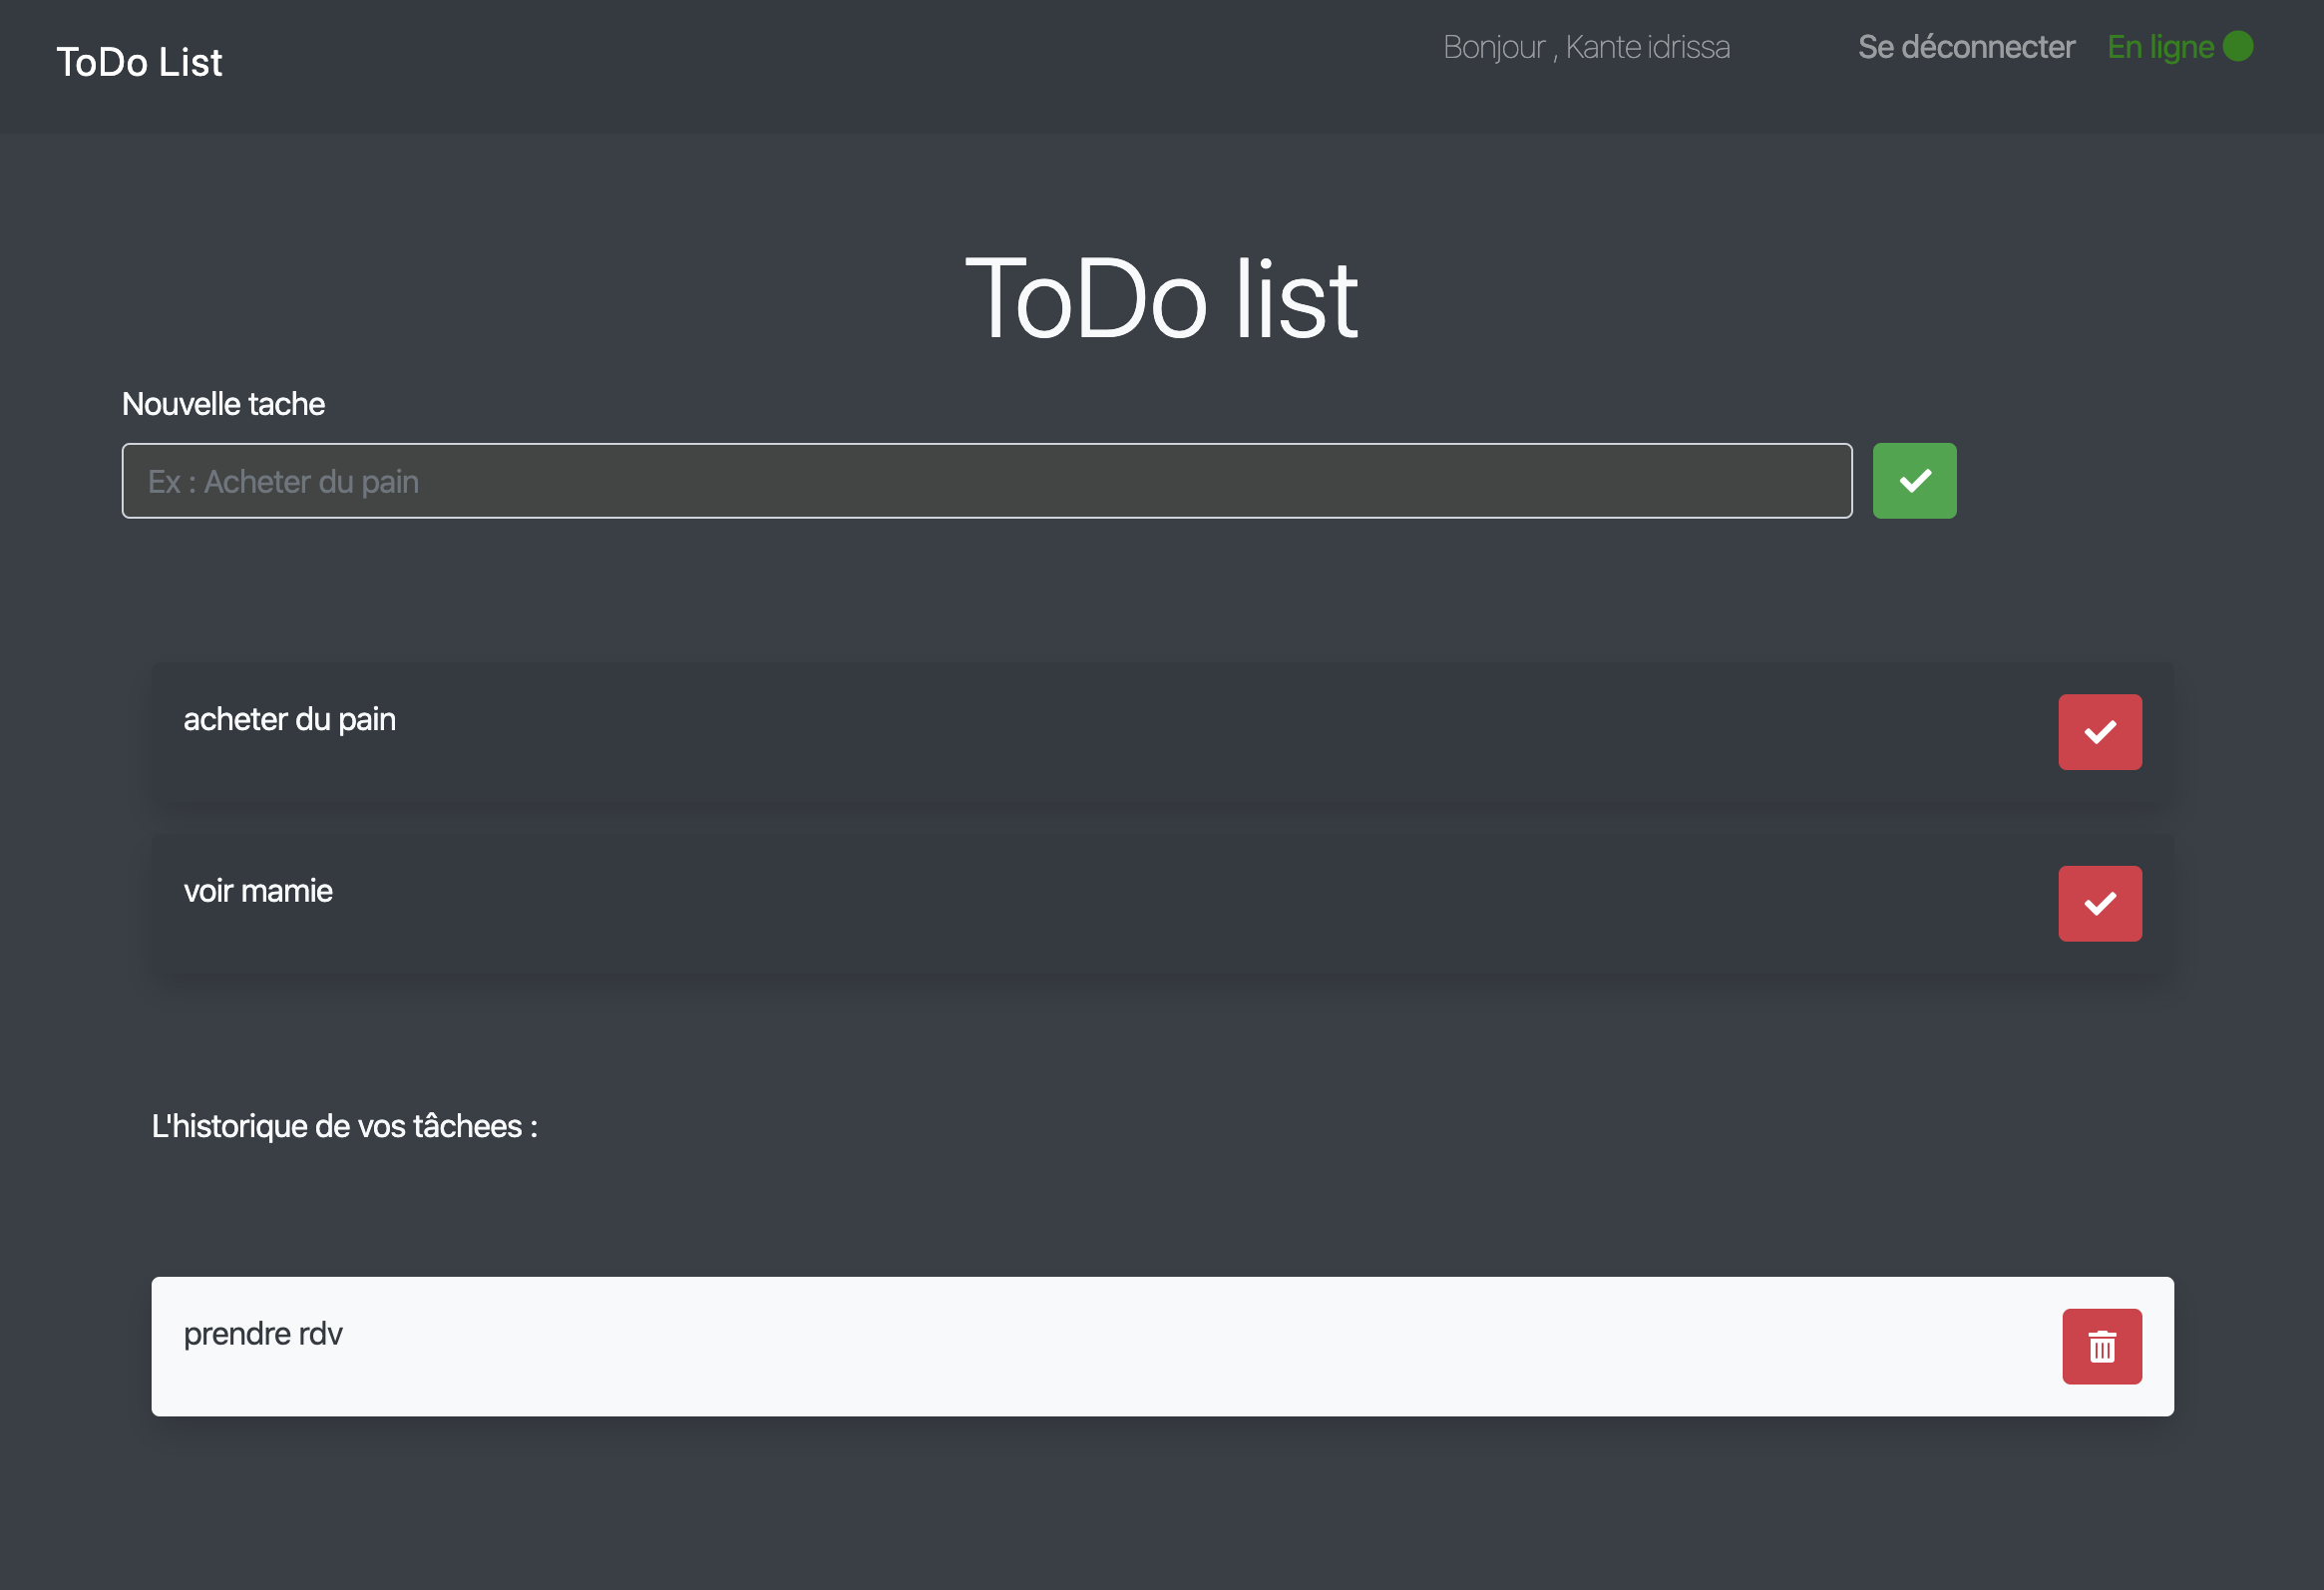 ToDo List
Bonjour , Kante idrissa
Se déconnecter
En ligne
ToDo list
Nouvelle tache
Ex : Acheter du pain
acheter du pain
voir mamie
L'historique de vos tâchees :
prendre rdv